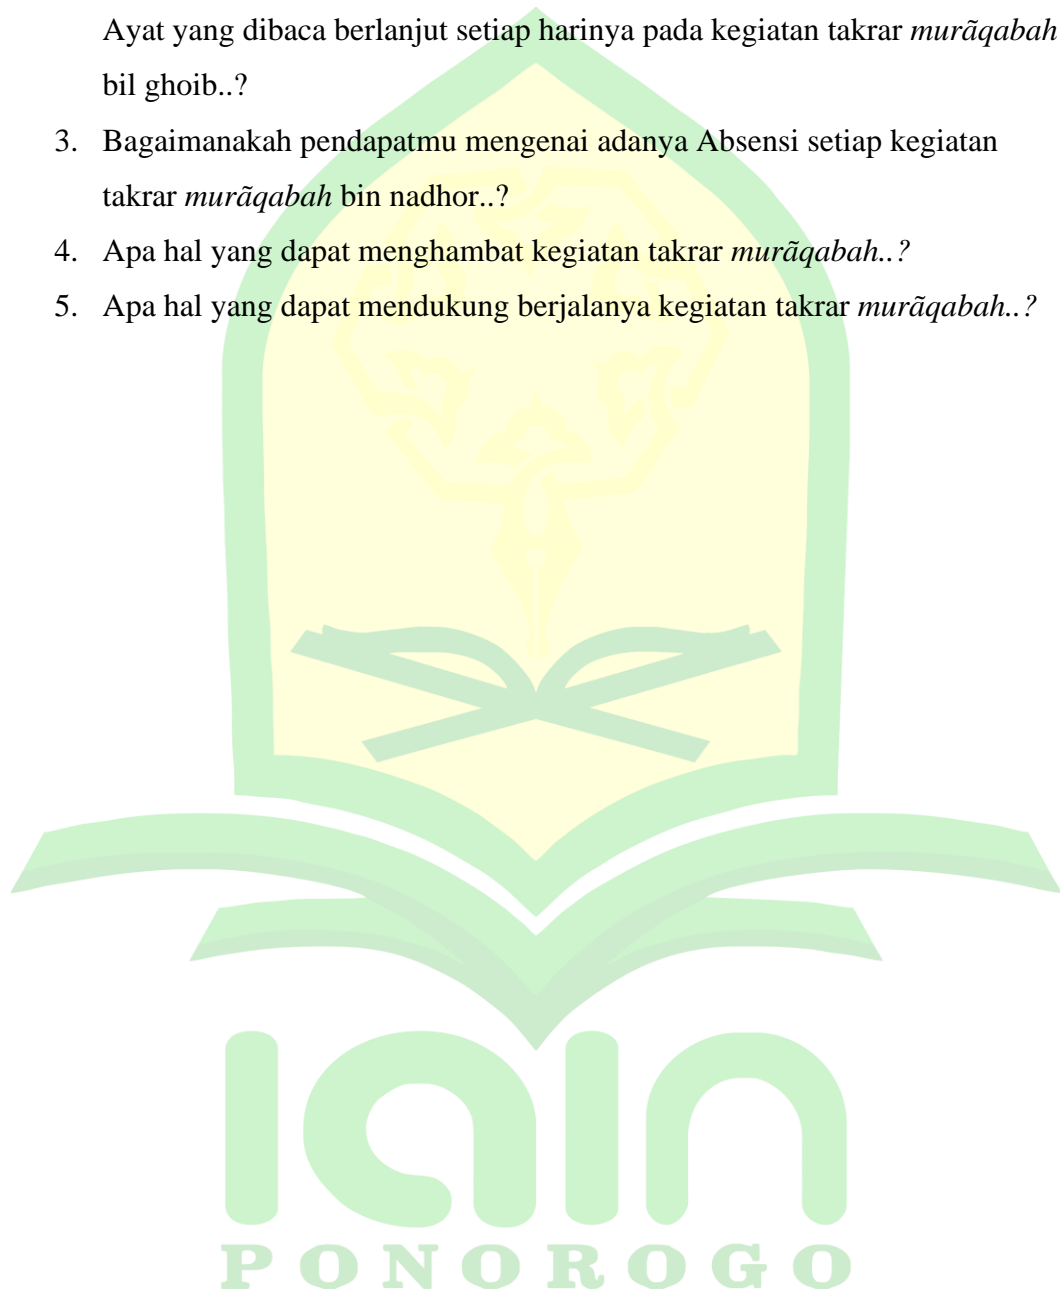 Ayat yang dibaca berlanjut setiap harinya pada kegiatan takrar murãqabah
bil ghoib..?
3. Bagaimanakah pendapatmu mengenai adanya Absensi setiap kegiatan
takrar murãqabah bin nadhor..?
4. Apa hal yang dapat menghambat kegiatan takrar murãqabah..?
5. Apa hal yang dapat mendukung berjalanya kegiatan takrar murãqabah..?
iain
PONOROGO